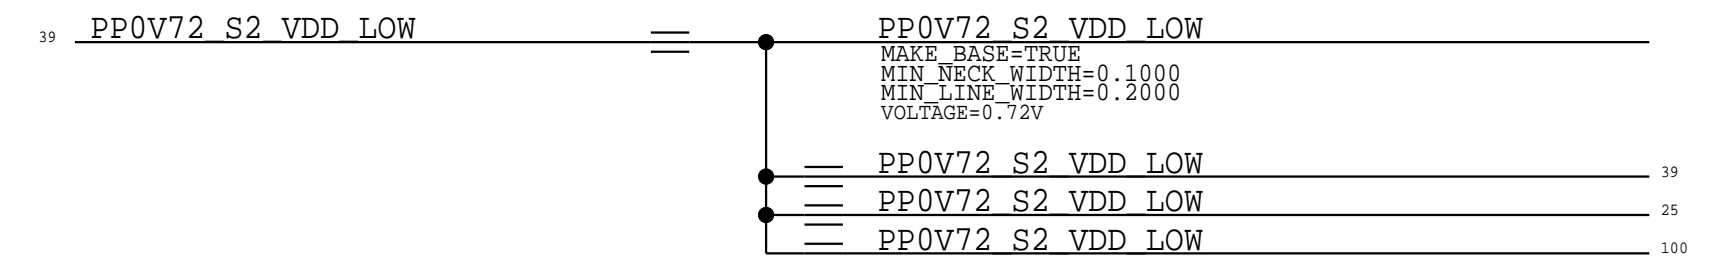 39 PP0V72_S2_VDD_LOW PP0V72_S2_VDD_LOW
MAKE_BASE=TRUE
MIN_NECK_WIDTH=0.1000
MIN_LINE_WIDTH=0.2000
VOLTAGE=0.72V
PP0V72_S2_VDD_LOW 39
PP0V72_S2_VDD_LOW 25
PP0V72_S2_VDD_LOW 100